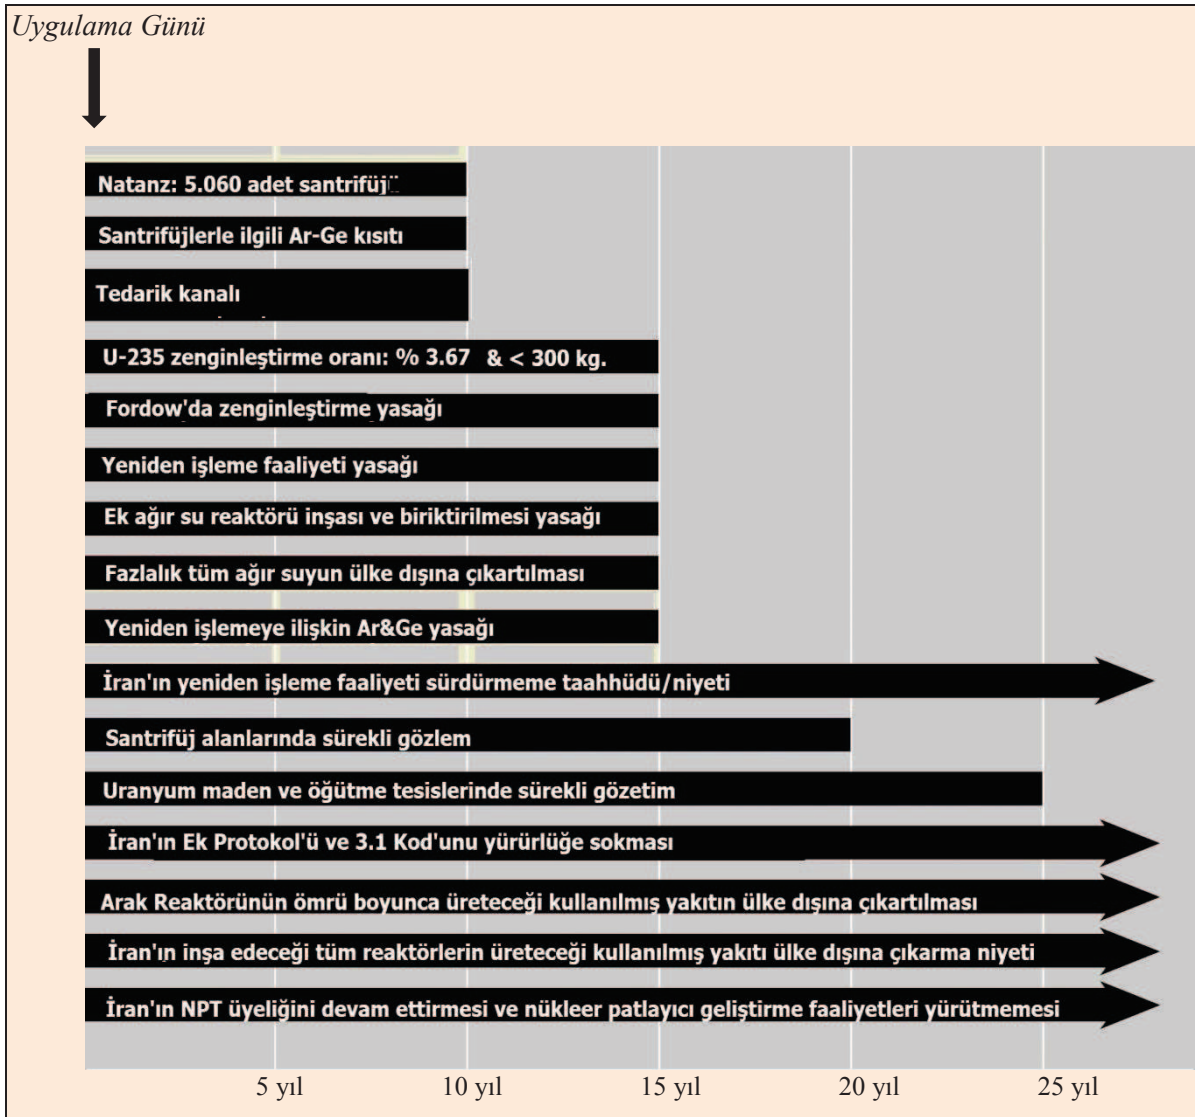 Uygulama Günü
Natanz: 5.060 adet santrifüjü
Santrifüjlerle ilgili Ar-Ge kısıtı
Tedarik kanalı
U-235 zenginleştirme oranı: % 3.67 & < 300 kg.
Fordow'da zenginleştirme yasağı
Yeniden işleme faaliyeti yasağı
Ek ağır su reaktörü inşası ve biriktirilmesi yasağı
Fazlalık tüm ağır suyun ülke dışına çıkartılması
Yeniden işlemeye ilişkin Ar&Ge yasağı
İran'ın yeniden işleme faaliyeti sürdürmeme taahhüdü/niyeti
Santrifüj alanlarında sürekli gözlem
Uranyum maden ve öğütme tesislerinde sürekli gözetim
İran'ın Ek Protokol'ü ve 3.1 Kod'unu yürürlüğe sokması
Arak Reaktörünün ömrü boyunca üreteceği kullanılmış yakıtın ülke dışına çıkartılması
İran'ın inşa edeceği tüm reaktörlerin üreteceği kullanılmış yakıtı ülke dışına çıkarma niyeti
İran'ın NPT üyeliğini devam ettirmesi ve nükleer patlayıcı geliştirme faaliyetleri yürütmemesi
5 yıl 10 yıl 15 yıl 20 yıl 25 yıl